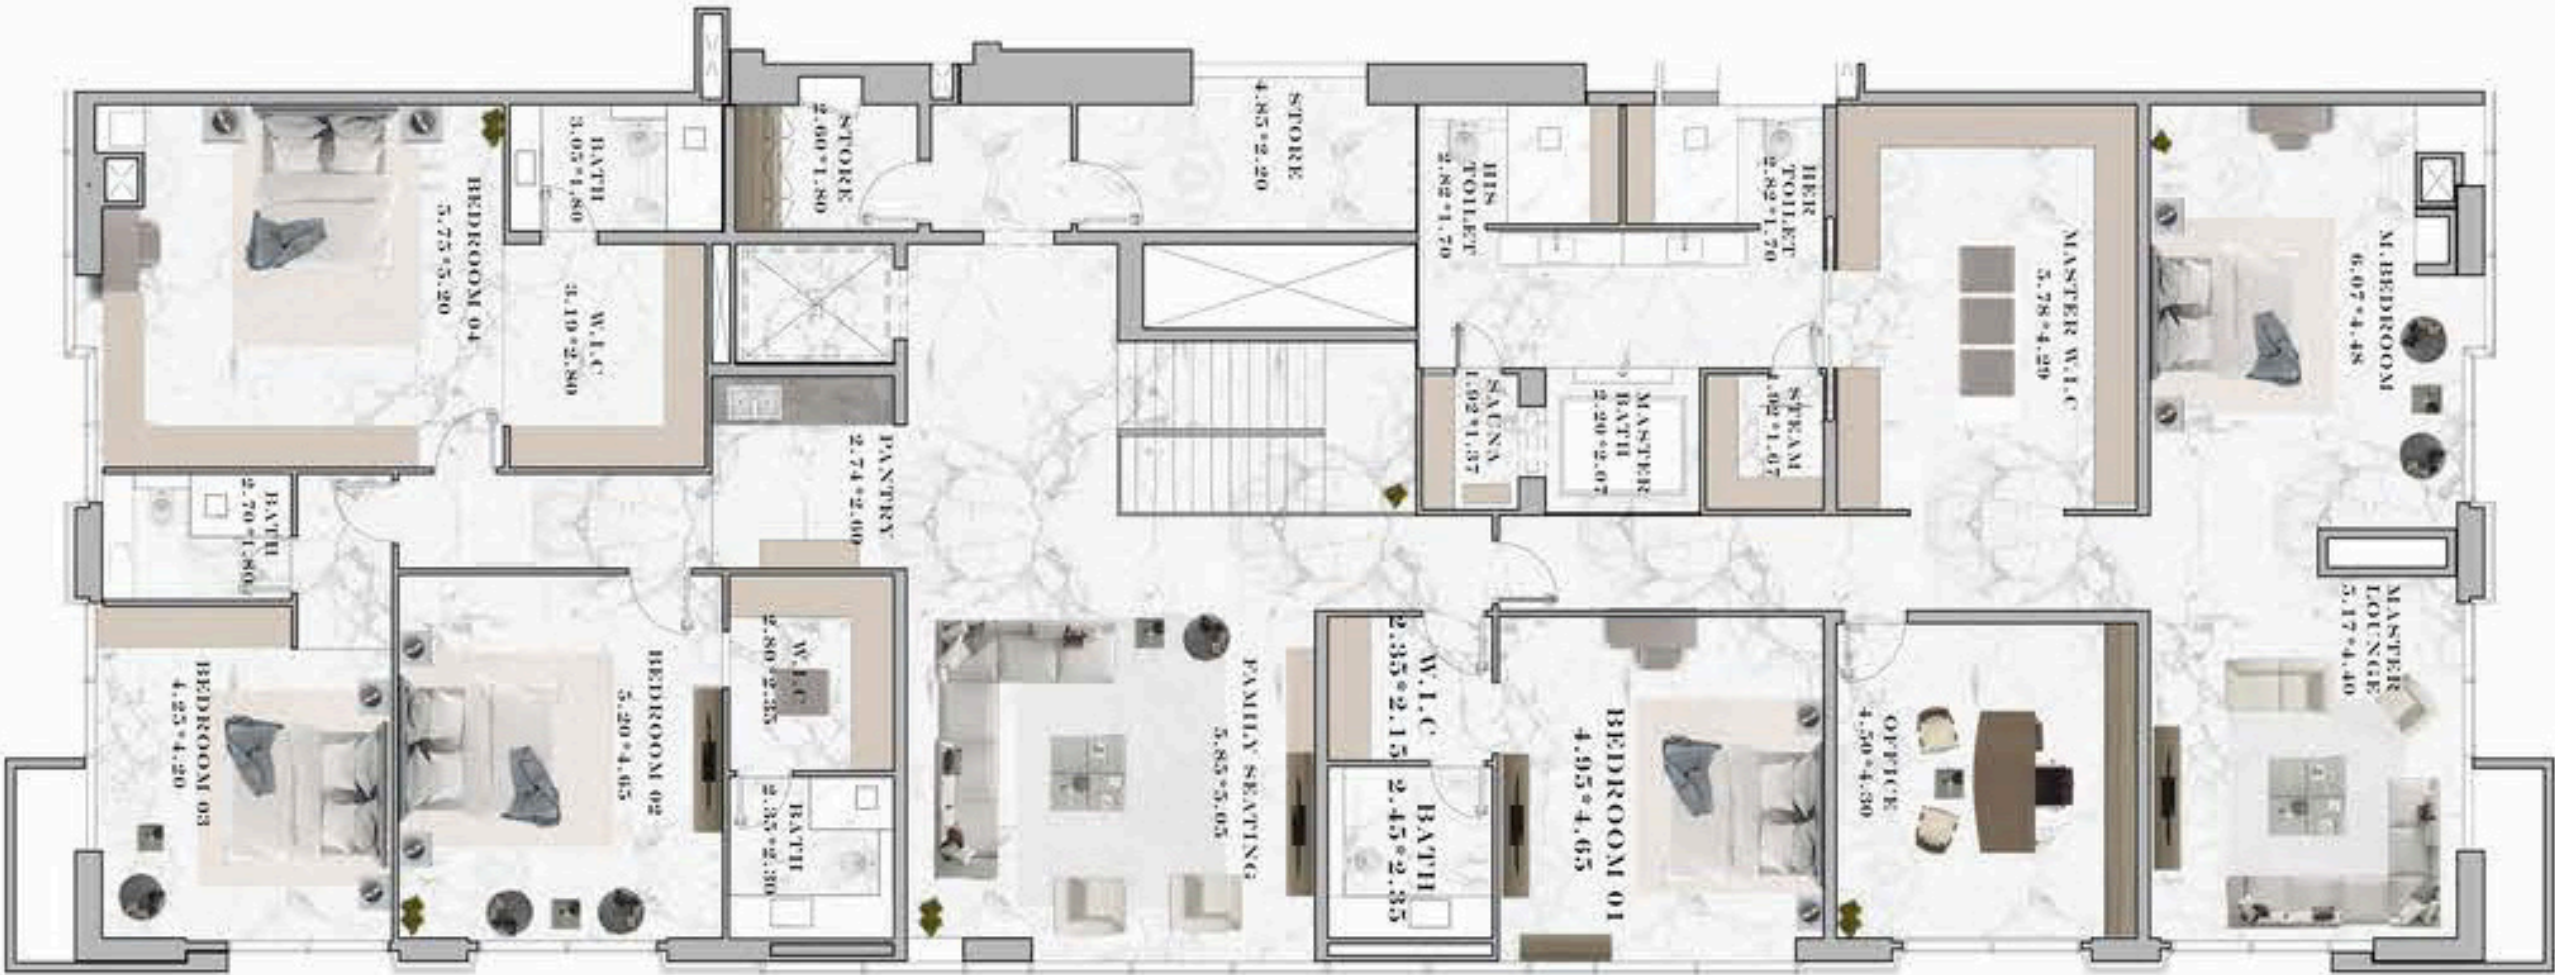 BEDROOM 04
5.75*5.20
BATH
3.05*1.80
W.I.C
3.19*2.80
STORE
2.60*1.80
STORE
4.85*2.20
HIS
TOILET
2.82*1.70
HER
TOILET
2.82*1.70
MASTER W.I.C
5.78*4.29
M.BEDROOM
6.07*4.48
PANTRY
2.74*2.60
SAUNA
1.92*1.37
MASTER
BATH
2.20*2.07
STEAM
1.92*1.67
BATH
2.70*1.80
BEDROOM 03
4.25*4.20
BEDROOM 02
5.20*4.65
W.I.C
2.80*2.35
BATH
2.35*2.30
FAMILY SEATING
5.85*5.05
W.I.C
2.35*2.15
BATH
2.45*2.35
BEDROOM 01
4.95*4.65
OFFICE
4.50*4.30
MASTER
LOUNGE
5.17*4.40